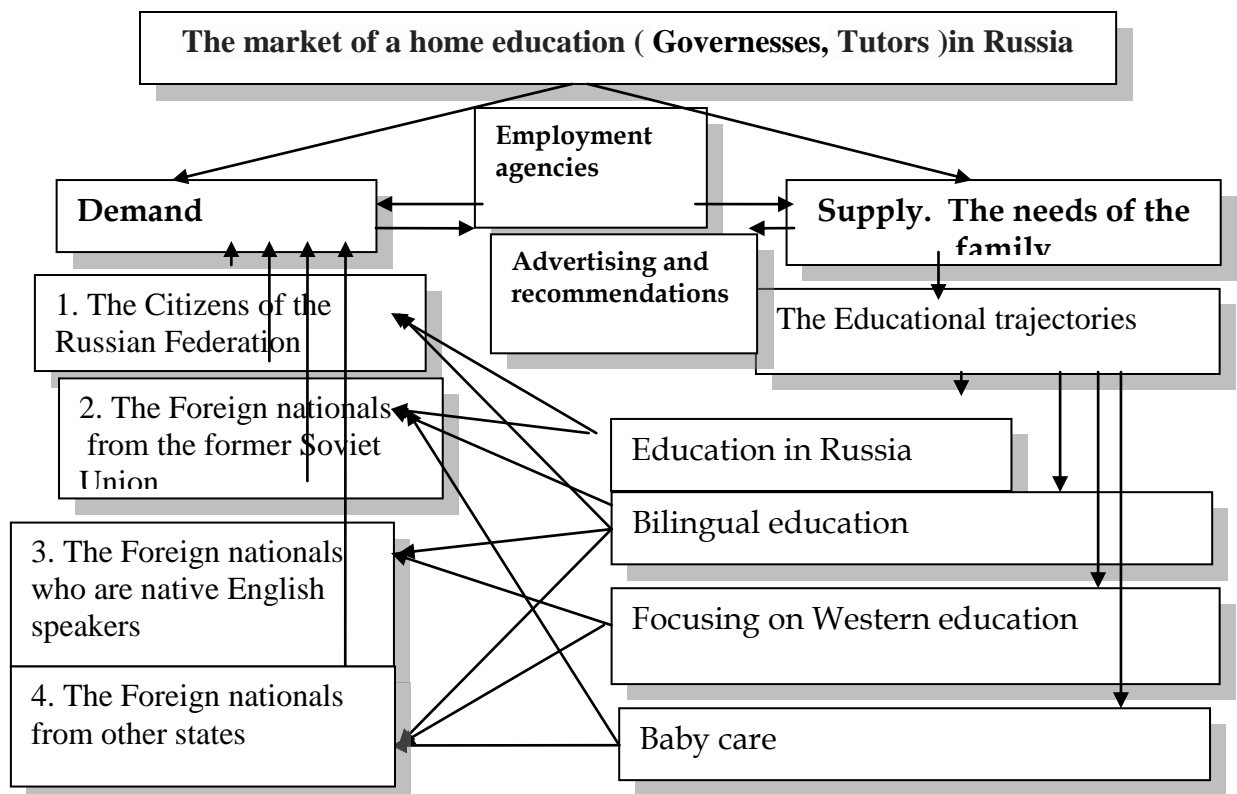 The market of a home education ( Governesses, Tutors )in Russia
Employment
agencies
Demand
Supply.  The needs of the
family
Advertising and
recommendations
1. The Citizens of the
Russian Federation
The Educational trajectories
2. The Foreign nationals
from the former Soviet
Union
Education in Russia
Bilingual education
3. The Foreign nationals
who are native English
speakers
Focusing on Western education
4. The Foreign nationals
from other states
Baby care